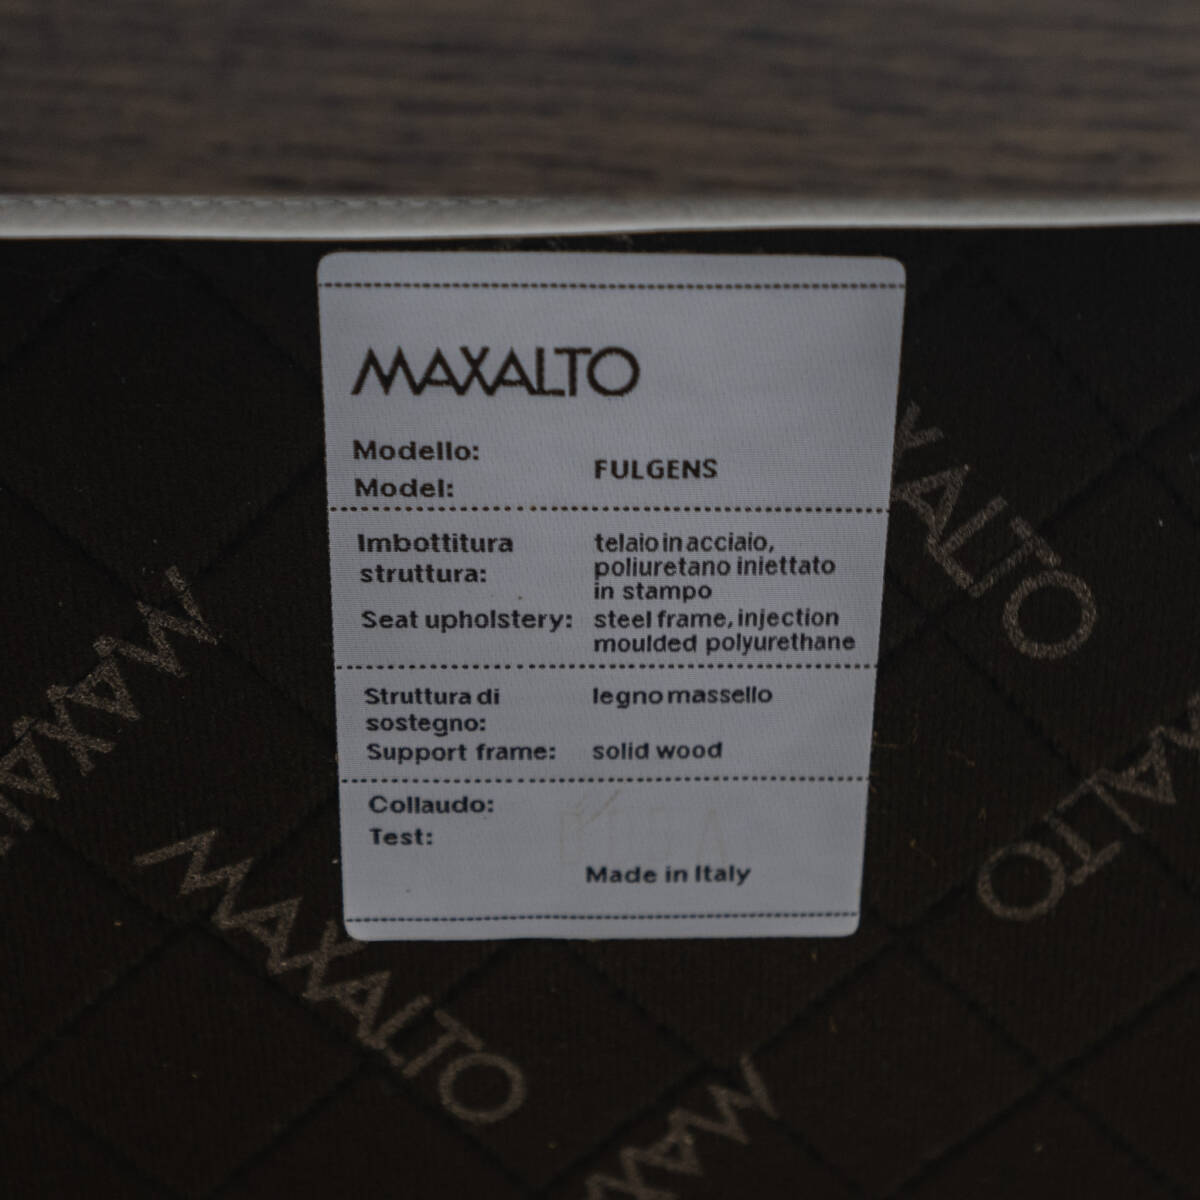 MAXALTO
Modello:
Model:
FULGENS
Imbottitura
struttura:
telaio in acciaio,
poliuretano iniettato
in stampo
Seat upholstery:
steel frame, injection
moulded polyurethane
Struttura di
sostegno:
legno massello
Support frame:
solid wood
Collaudo:
Test:
Made in Italy
MAXALTO
MAXALTO
MAXALTO